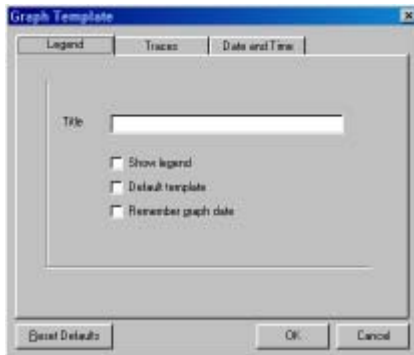 Graph Template
Legend Traces Date and Time
Title
Show legend
Default template
Remember graph date
Reset Defaults OK Cancel